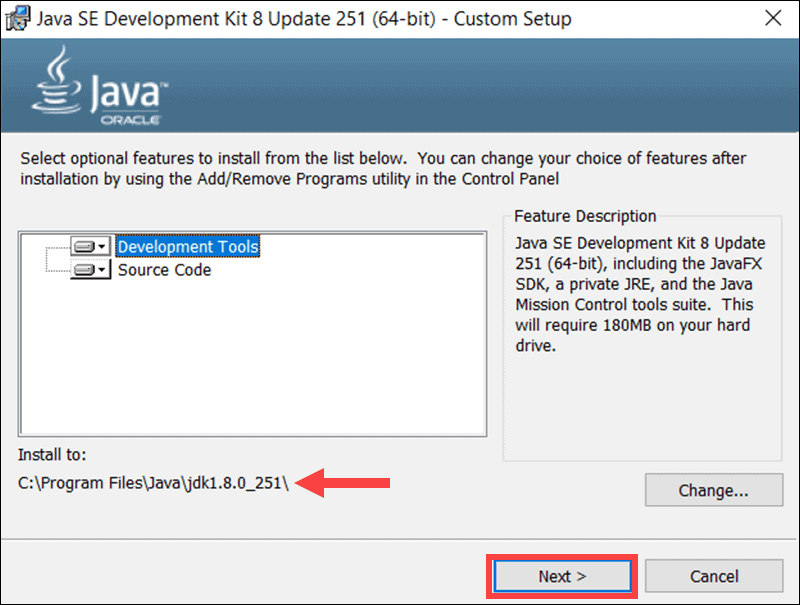 Java SE Development Kit 8 Update 251 (64-bit) - Custom Setup
Java™
ORACLE
Select optional features to install from the list below.  You can change your choice of features after
installation by using the Add/Remove Programs utility in the Control Panel
Development Tools
Source Code
Feature Description
Java SE Development Kit 8 Update
251 (64-bit), including the JavaFX
SDK, a private JRE, and the Java
Mission Control tools suite.  This
will require 180MB on your hard
drive.
Install to:
C:\Program Files\Java\jdk1.8.0_251\
Change...
Next >
Cancel